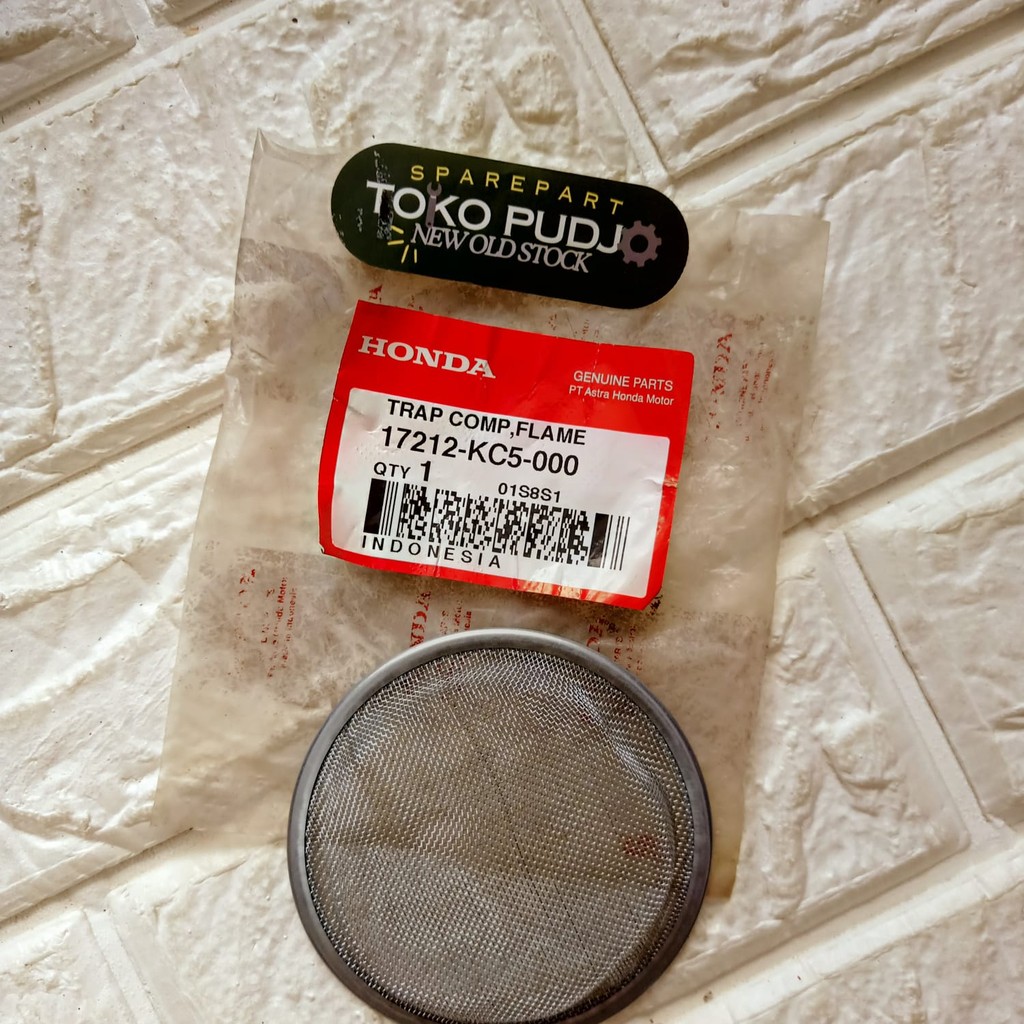 SPAREPART
TOKO PUDJO
NEW OLD STOCK
HONDA
GENUINE PARTS
PT Astra Honda Motor
TRAP COMP,FLAME
17212-KC5-000
QTY 1
01S8S1
INDONESIA